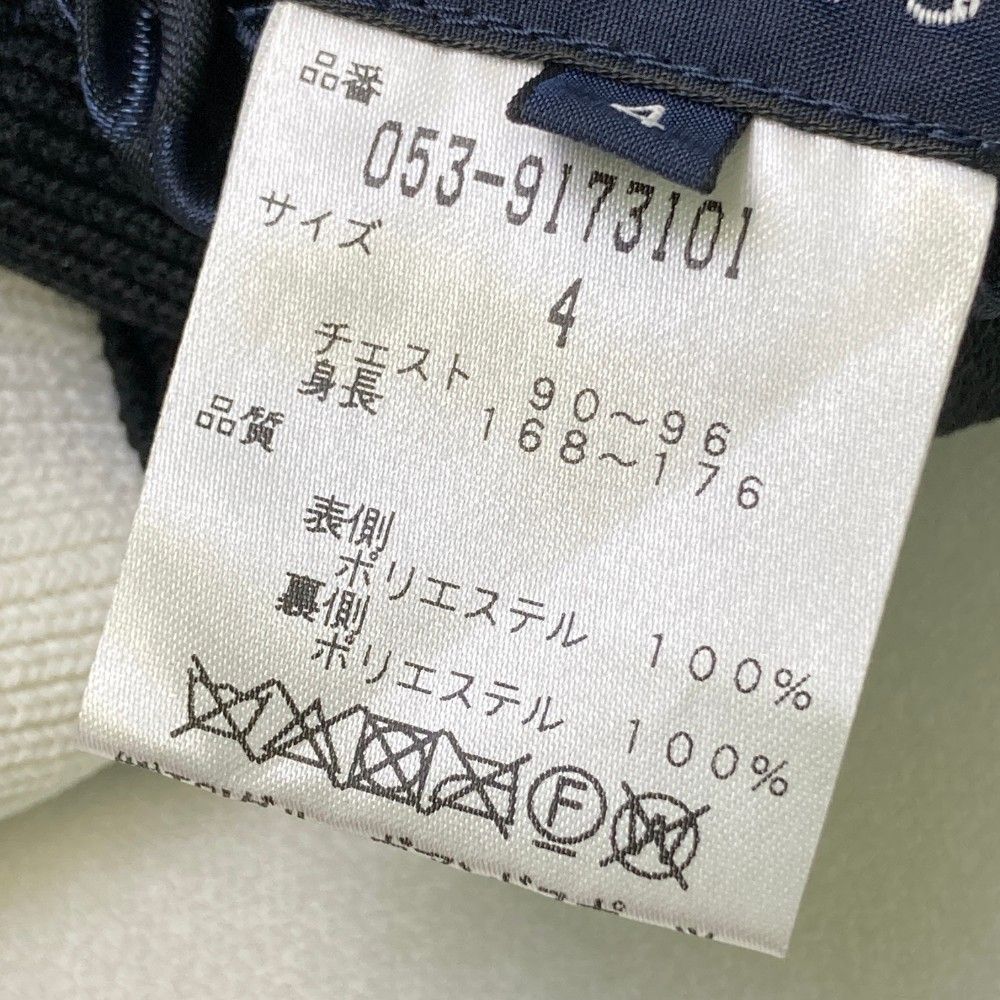 4
品番
053-9173101
サイズ
4
チェスト 90～96
身長 168～176
品質
表側
ポリエステル 100%
裏側
ポリエステル 100%
F W